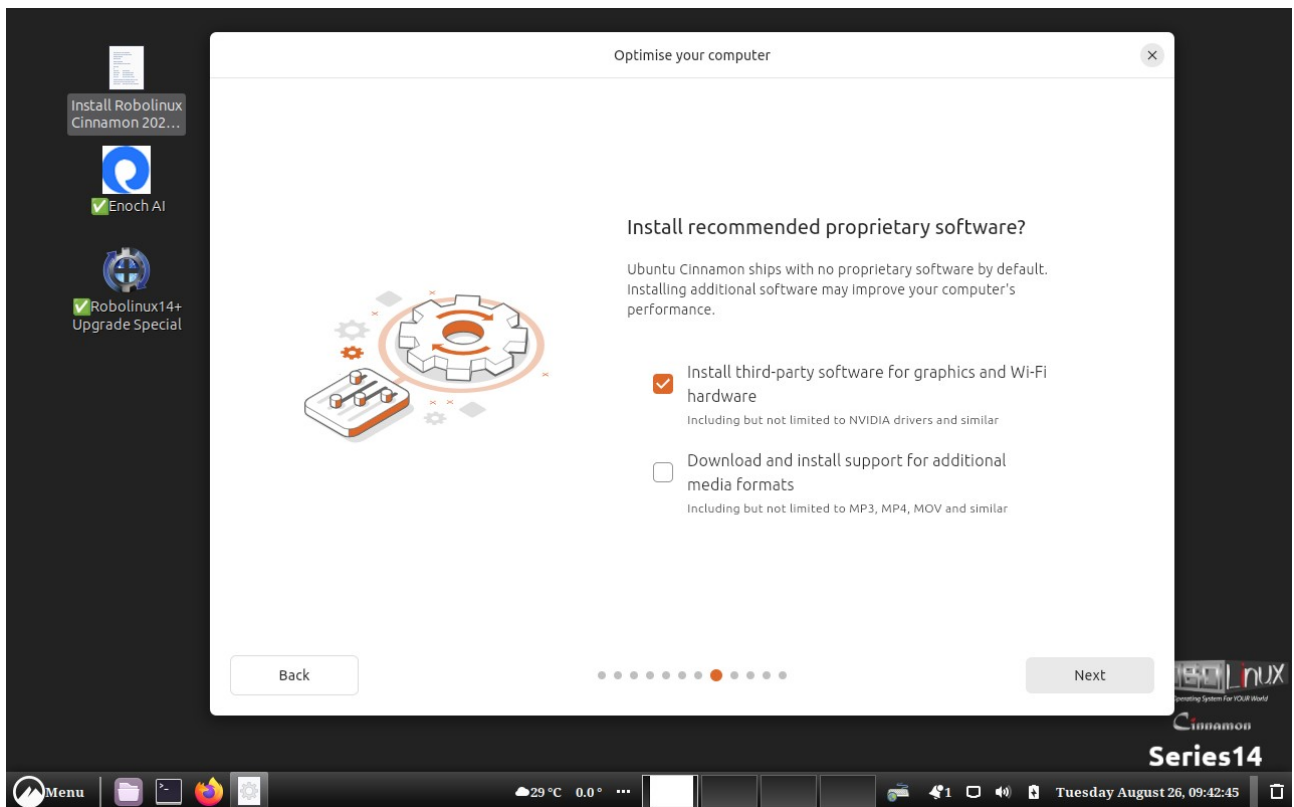 Optimise your computer
Install Robolinux
Cinnamon 202...
✅Enoch AI
✅Robolinux14+
Upgrade Special
Install recommended proprietary software?
Ubuntu Cinnamon ships with no proprietary software by default.
Installing additional software may improve your computer's
performance.
Install third-party software for graphics and Wi-Fi
hardware
Including but not limited to NVIDIA drivers and similar
Download and install support for additional
media formats
Including but not limited to MP3, MP4, MOV and similar
Back
Next
Linux
Operating System For YOUR World
Cinnamon
Series14
Menu
29 °C 0.0 ° ...
1
Tuesday August 26, 09:42:45